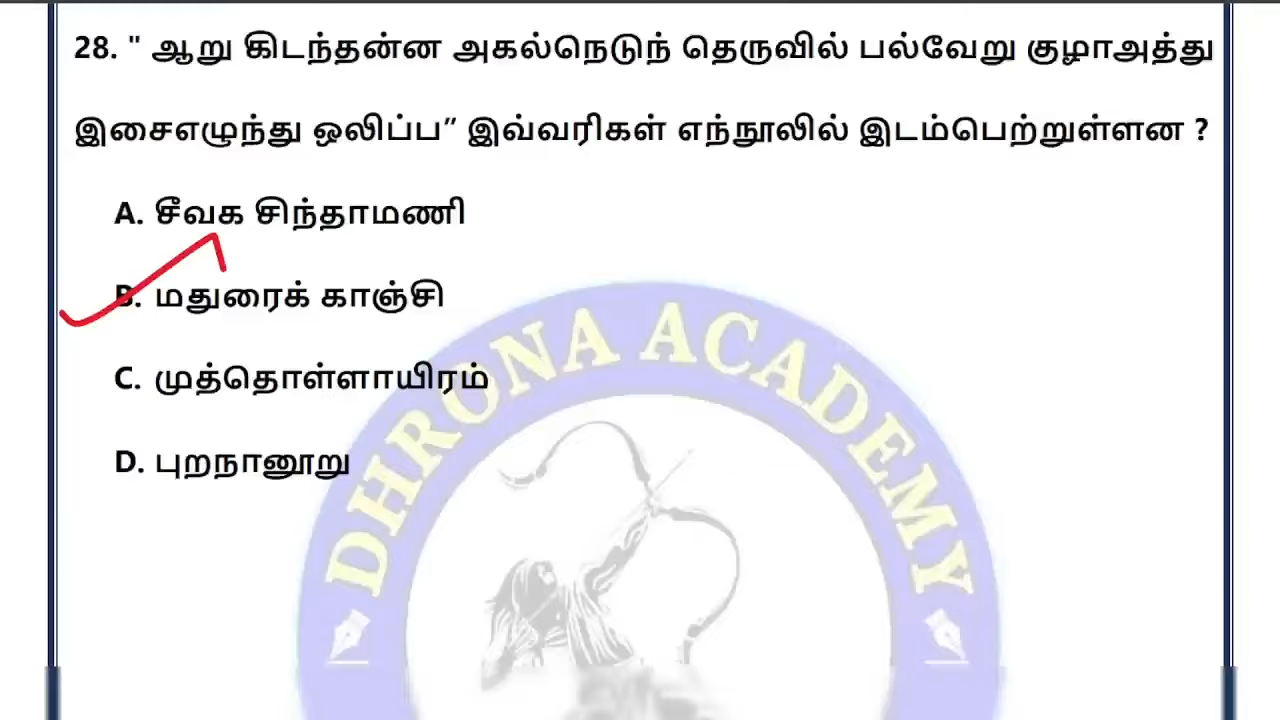 28. " ஆறு கிடந்தன்ன அகல்நெடுந் தெருவில் பல்வேறு குழாஅத்து
இசைஎழுந்து ஒலிப்ப” இவ்வரிகள் எந்நூலில் இடம்பெற்றுள்ளன ?
A. சீவக சிந்தாமணி
B. மதுரைக் காஞ்சி
C. முத்தொள்ளாயிரம்
D. புறநானூறு
DHRONA ACADEMY